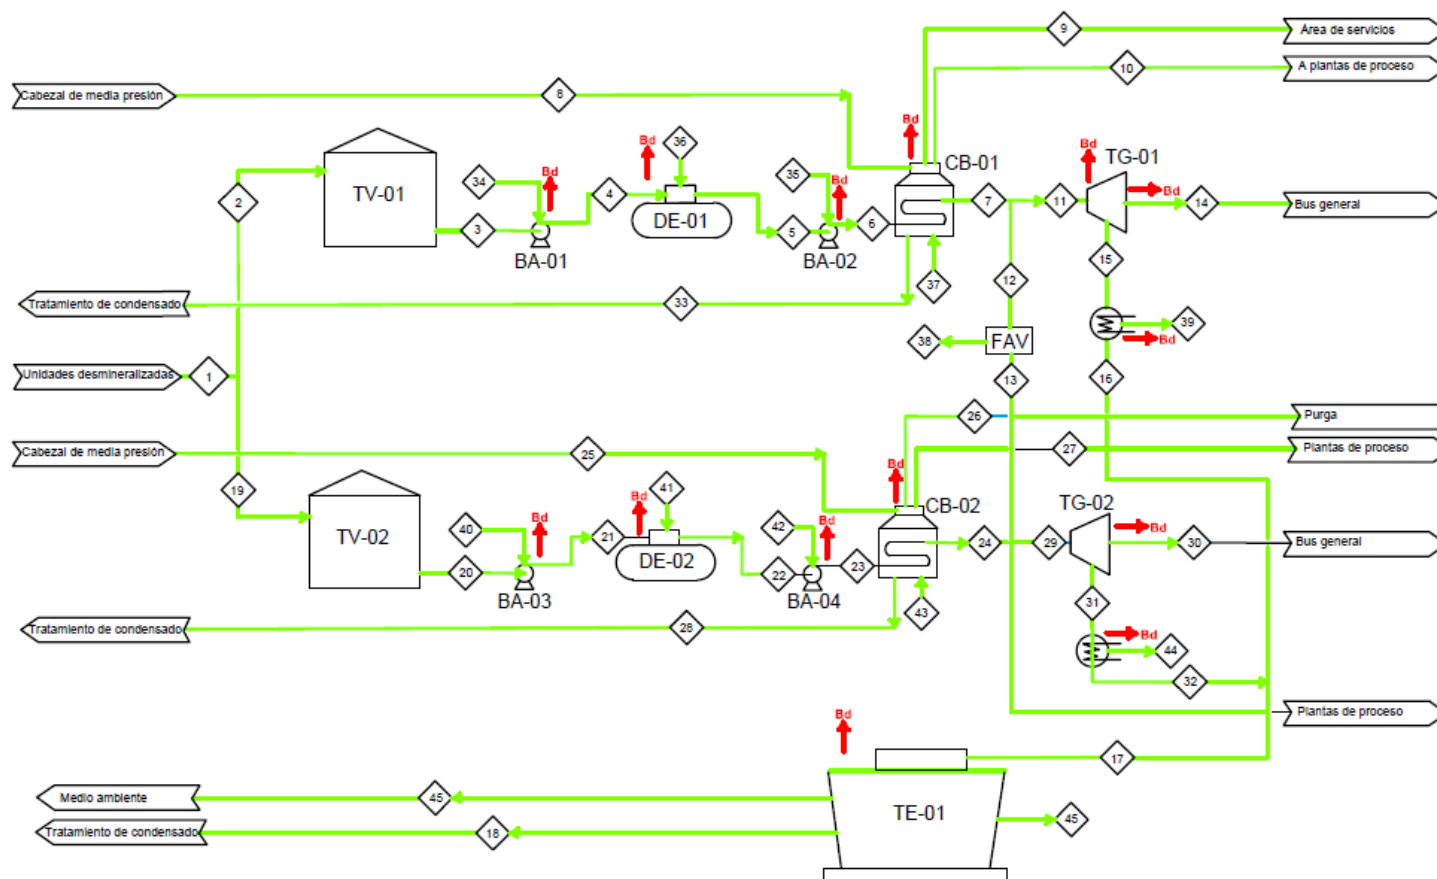 9
Área de servicios
10
A plantas de proceso
Cabezal de media presión
8
Bd
CB-01
TG-01
Bd
TV-01
2
34
Bd
4
Bd
36
DE-01
35
Bd
5
6
7
11
Bd
14
Bus general
3
BA-01
BA-02
15
37
12
Tratamiento de condensado
33
38
FAV
39
Bd
Unidades desmineralizadas
1
13
16
26
Purga
Cabezal de media presión
25
27
Plantas de proceso
Bd
19
TV-02
40
Bd
21
Bd
41
DE-02
42
Bd
CB-02
TG-02
24
29
Bd
30
Bus general
20
BA-03
22
BA-04
23
43
31
Tratamiento de condensado
28
Bd
44
32
Plantas de proceso
Bd
17
Medio ambiente
45
TE-01
45
Tratamiento de condensado
18